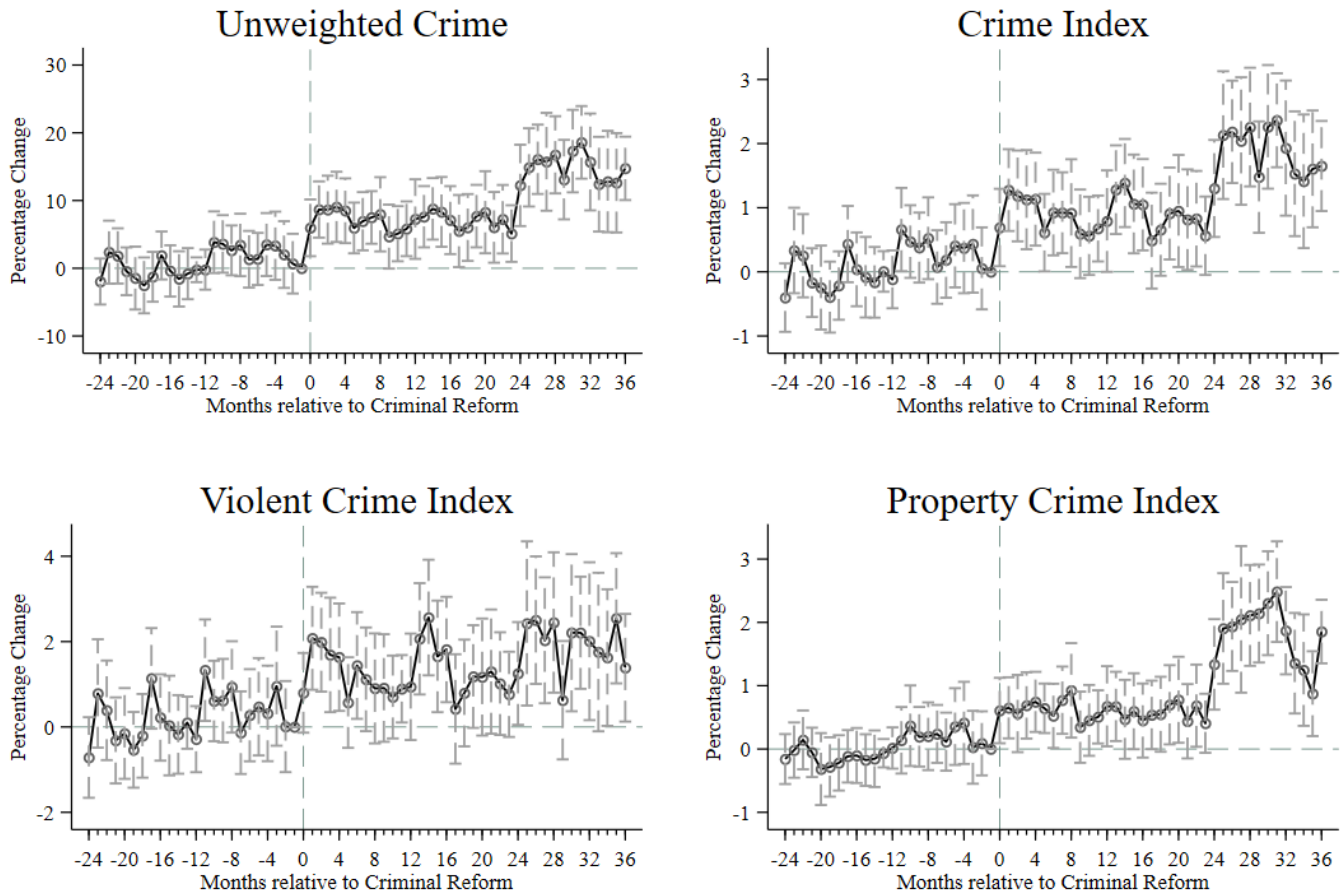 Unweighted Crime
30
20
10
0
-10
Percentage Change
-24 -20 -16 -12 -8 -4 0 4 8 12 16 20 24 28 32 36
Months relative to Criminal Reform
Crime Index
3
2
1
0
-1
Percentage Change
-24 -20 -16 -12 -8 -4 0 4 8 12 16 20 24 28 32 36
Months relative to Criminal Reform
Violent Crime Index
4
2
0
-2
Percentage Change
-24 -20 -16 -12 -8 -4 0 4 8 12 16 20 24 28 32 36
Months relative to Criminal Reform
Property Crime Index
3
2
1
0
-1
Percentage Change
-24 -20 -16 -12 -8 -4 0 4 8 12 16 20 24 28 32 36
Months relative to Criminal Reform